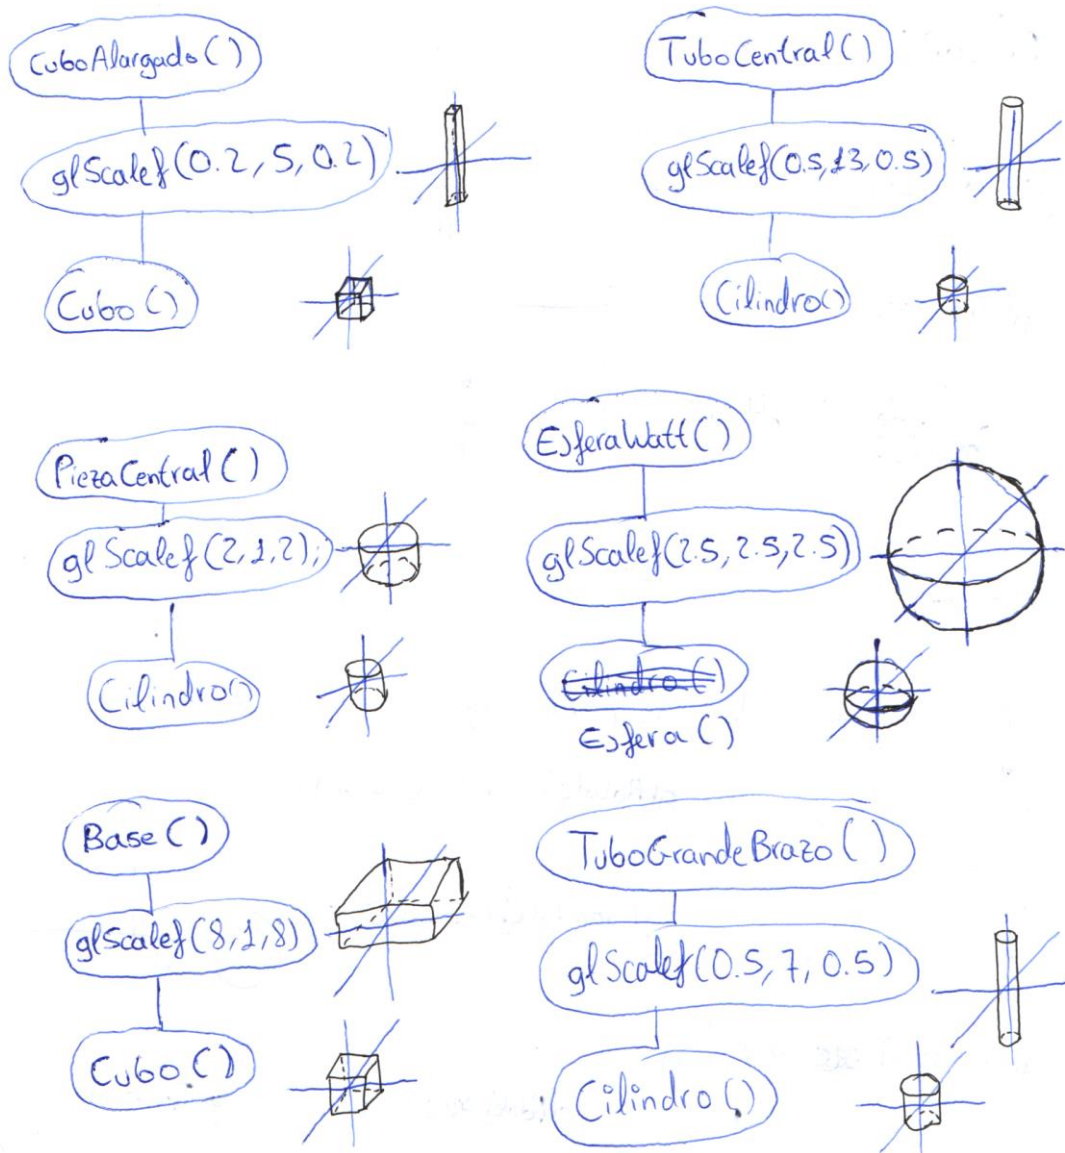 CuboAlargado()
glScalef(0.2, 5, 0.2)
Cubo()
TuboCentral()
glScalef(0.5, 13, 0.5)
Cilindro()
PiezaCentral()
glScalef(2,1,2);
Cilindro()
EsferaWatt()
glScalef(2.5, 2.5, 2.5)
Cilindro()
Esfera()
Base()
glScalef(8,1,8)
Cubo()
TuboGrandeBrazo()
glScalef(0.5, 7, 0.5)
Cilindro()